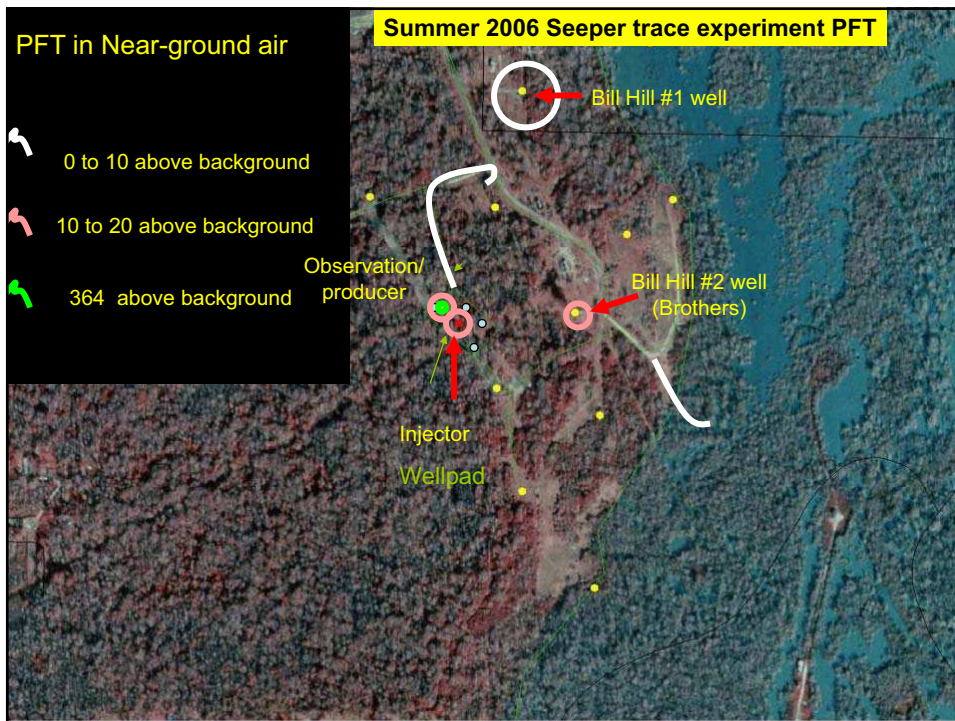 Summer 2006 Seeper trace experiment PFT
PFT in Near-ground air
0 to 10 above background
10 to 20 above background
364 above background
Bill Hill #1 well
Observation/
producer
Bill Hill #2 well
(Brothers)
Injector
Wellpad